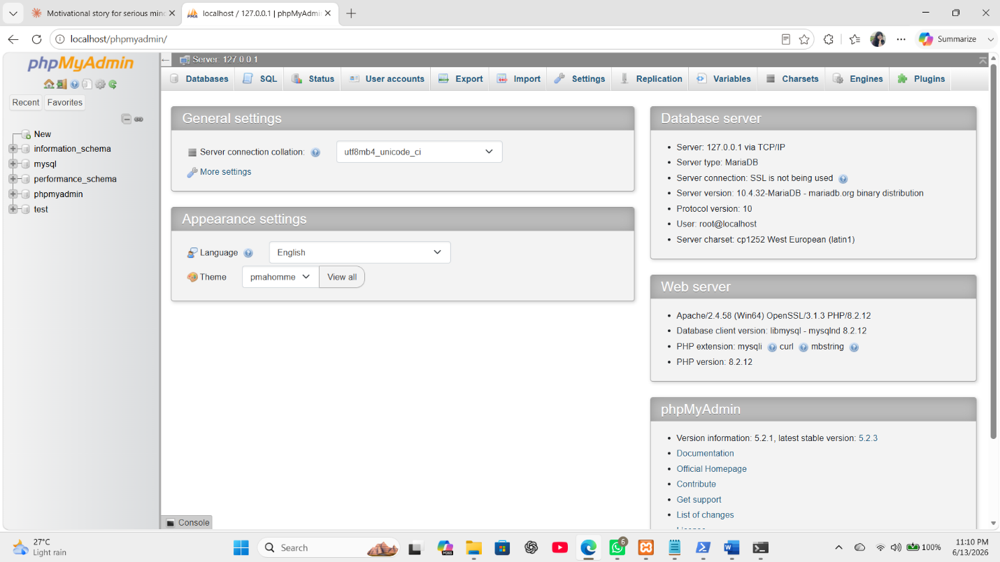 Motivational story for serious mind
localhost / 127.0.0.1 | phpMyAdmi
localhost/phpmyadmin/
Summarize
phpMyAdmin
Recent
Favorites
New
information_schema
mysql
performance_schema
phpmyadmin
test
Server: 127.0.0.1
Databases
SQL
Status
User accounts
Export
Import
Settings
Replication
Variables
Charsets
Engines
Plugins
General settings
Server connection collation:
utf8mb4_unicode_ci
More settings
Appearance settings
Language
English
Theme
pmahomme
View all
Database server
Server: 127.0.0.1 via TCP/IP
Server type: MariaDB
Server connection: SSL is not being used
Server version: 10.4.32-MariaDB - mariadb.org binary distribution
Protocol version: 10
User: root@localhost
Server charset: cp1252 West European (latin1)
Web server
Apache/2.4.58 (Win64) OpenSSL/3.1.3 PHP/8.2.12
Database client version: libmysql - mysqlnd 8.2.12
PHP extension: mysqli curl mbstring
PHP version: 8.2.12
phpMyAdmin
Version information: 5.2.1, latest stable version: 5.2.3
Documentation
Official Homepage
Contribute
Get support
List of changes
Console
27°C
Light rain
Search
6
100%
11:10 PM
6/13/2026